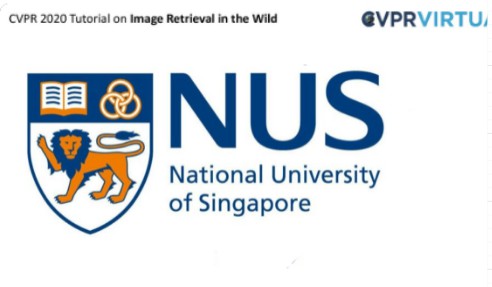 CVPR 2020 Tutorial on Image Retrieval in the Wild
CVPRVIRTU
NUS
National University
of Singapore